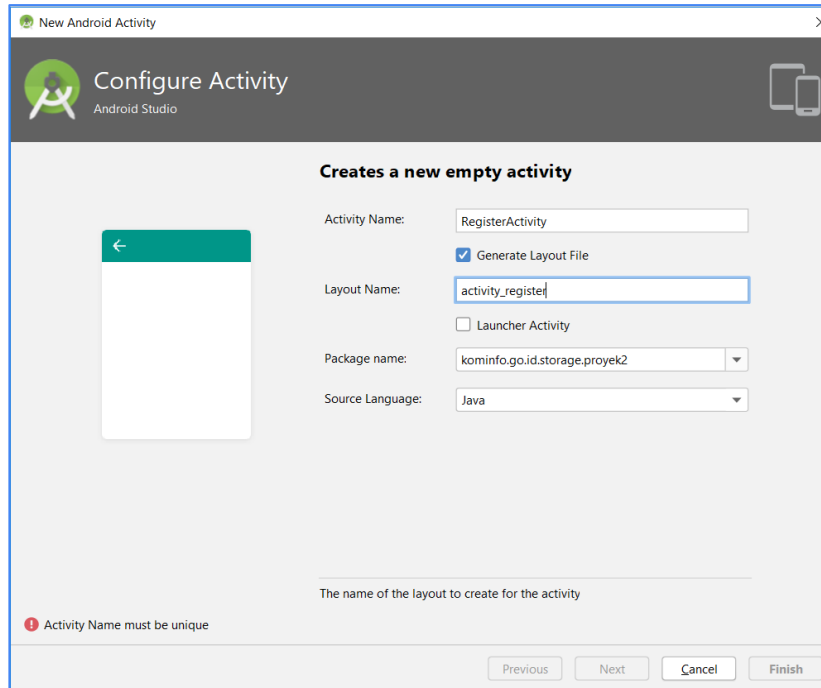 New Android Activity
Configure Activity
Android Studio
Creates a new empty activity
Activity Name: RegisterActivity
Generate Layout File
Layout Name: activity_register
Launcher Activity
Package name: kominfo.go.id.storage.proyek2
Source Language: Java
The name of the layout to create for the activity
Activity Name must be unique
Previous Next Cancel Finish